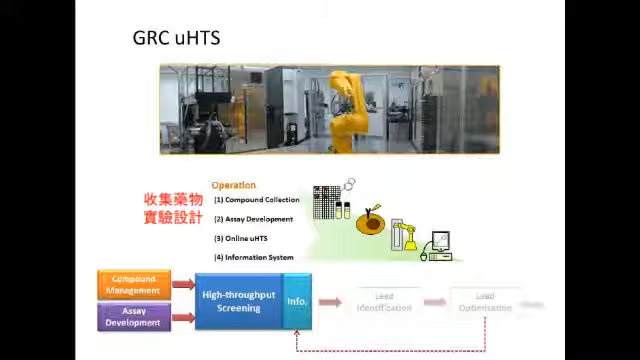 GRC uHTS
Operation
收集藥物
實驗設計
(1) Compound Collection
(2) Assay Development
(3) Online uHTS
(4) Information System
Compound
Management
Assay
Development
High-throughput
Screening
Info.
Lead
Identification
Lead
Optimization